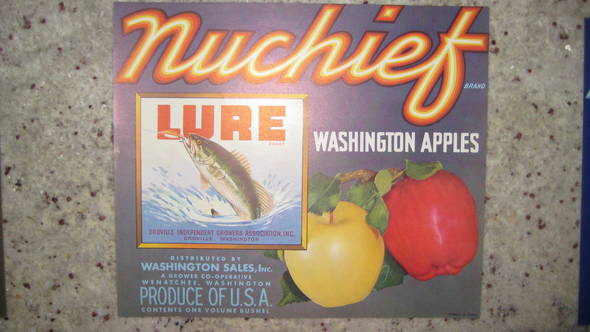 Nuchief
BRAND
LURE
BRAND
WASHINGTON APPLES
OROVILLE INDEPENDENT GROWERS ASSOCIATION, INC.
OROVILLE, WASHINGTON
DISTRIBUTED BY
WASHINGTON SALES, Inc.
A GROWER CO-OPERATIVE
WENATCHEE, WASHINGTON
PRODUCE OF U.S.A.
CONTENTS ONE VOLUME BUSHEL